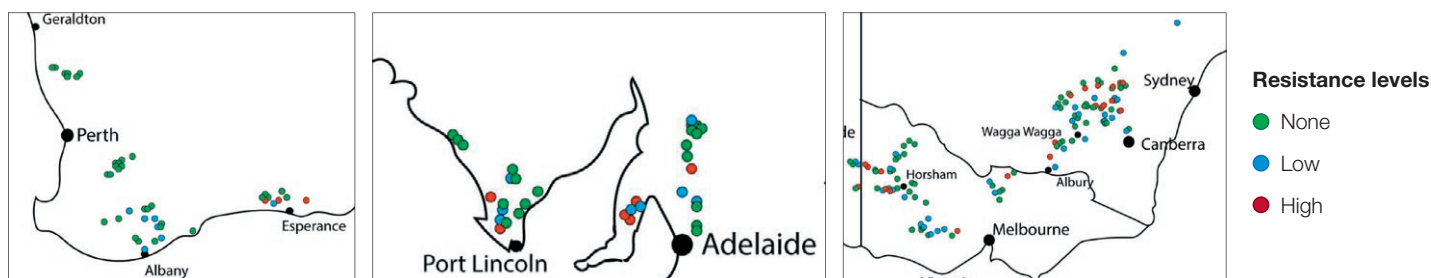 Geraldton
Perth
Esperance
Albany
Port Lincoln
Adelaide
de
Sydney
Wagga Wagga
Canberra
Horsham
Albury
Melbourne
Resistance levels
None
Low
High